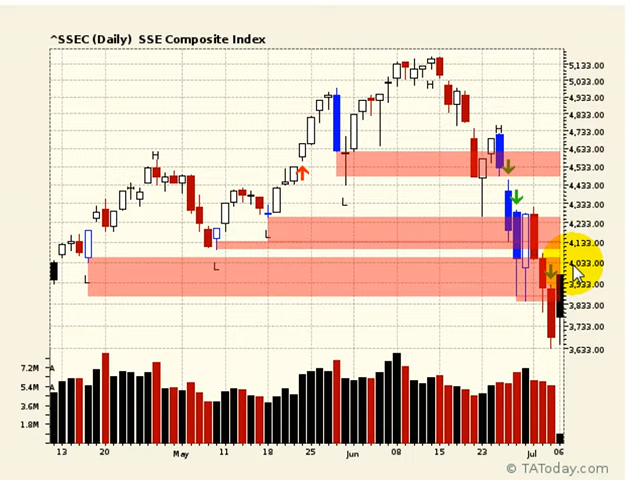 ^SSEC (Daily) SSE Composite Index
5,133.00
5,033.00
4,933.00
4,833.00
4,733.00
4,633.00
4,533.00
4,433.00
4,333.00
4,233.00
4,133.00
4,033.00
3,933.00
3,833.00
3,733.00
3,633.00
H
H
H
L
L
L
L
7.2M
5.4M
3.6M
1.8M
A
A
13 20 May 11 18 25 Jun 08 15 23 Jul 06
© TAToday.com